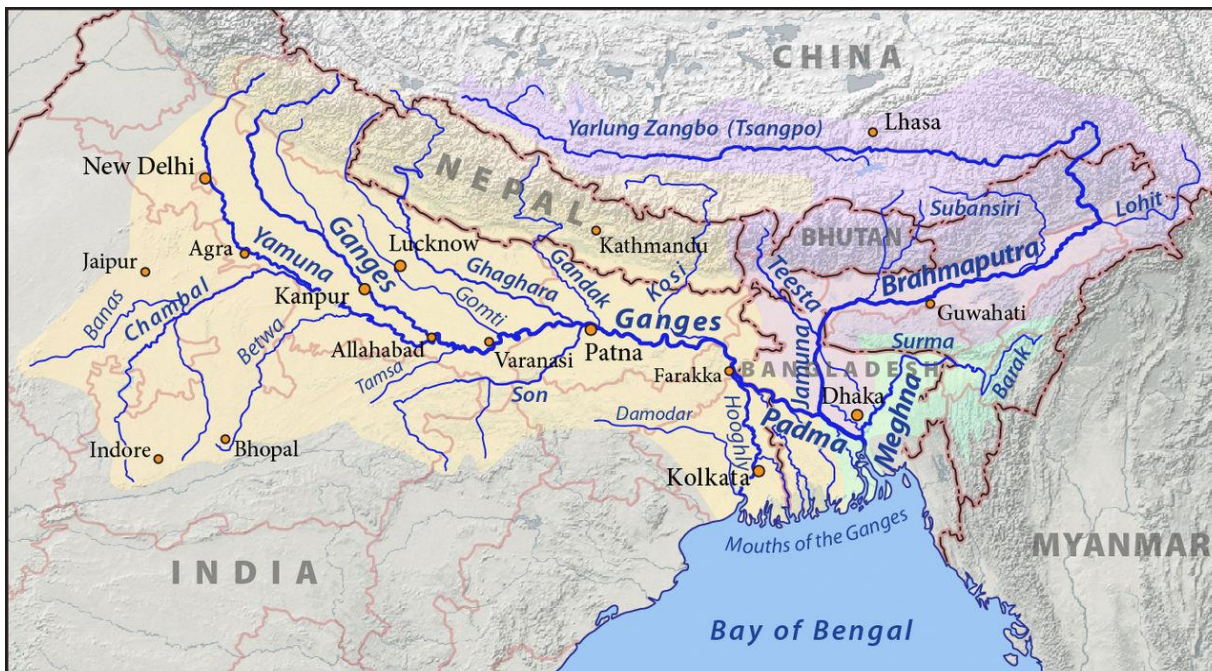 CHINA
Yarlung Zangbo (Tsangpo)
Lhasa
New Delhi
NEPAL
Subansiri
Lohit
Ganges
Lucknow
Kathmandu
BHUTAN
Agra
Yamuna
Jaipur
Ghaghara
Gandak
Kosi
Teesta
Brahmaputra
Banas
Chambal
Kanpur
Gomti
Guwahati
Betwa
Allahabad
Varanasi
Patna
Ganges
Jamuna
Surma
Tamsa
Son
Farakka
BANGLADESH
Barak
Dhaka
Meghna
Damodar
Hooghly
Padma
Indore
Bhopal
Kolkata
Mouths of the Ganges
INDIA
MYANMAR
Bay of Bengal